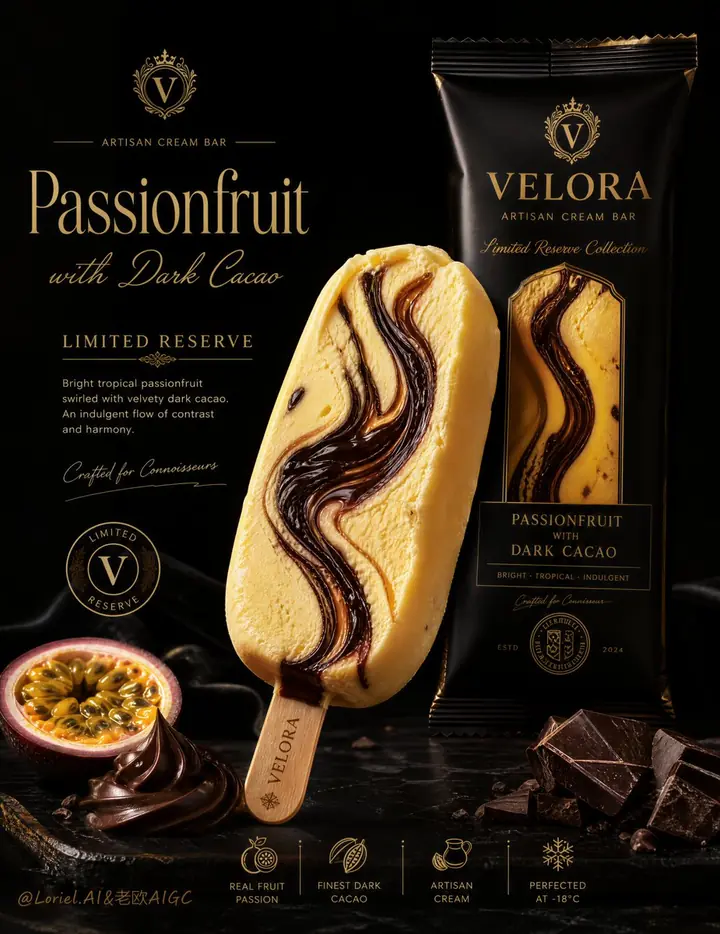 V
ARTISAN CREAM BAR
Passionfruit
with Dark Cacao
LIMITED RESERVE
Bright tropical passionfruit
swirled with velvety dark cacao.
An indulgent flow of contrast
and harmony.
Crafted for Connoisseurs
LIMITED
V
RESERVE
V
VELORA
ARTISAN CREAM BAR
Limited Reserve Collection
PASSIONFRUIT
WITH
DARK CACAO
BRIGHT · TROPICAL · INDULGENT
Crafted for
ESTD
2024
VELORA
REAL FRUIT
PASSION
FINEST DARK
CACAO
ARTISAN
CREAM
PERFECTED
AT -18°C
@Loriel.AI&老欧AIGC